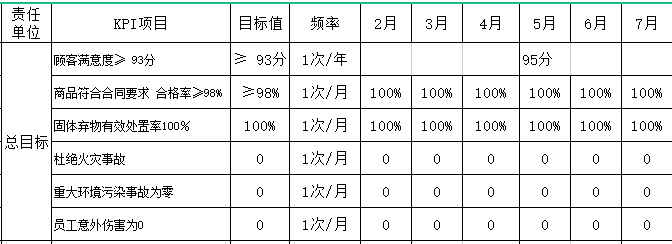 责任单位 KPI项目 目标值 频率 2月 3月 4月 5月 6月 7月
总目标 顾客满意度≥ 93分 ≥ 93分 1次/年 95分
商品符合合同要求 合格率≥98% ≥98% 1次/月 100% 100% 100% 100% 100% 100%
固体弃物有效处置率100% 100% 1次/月 100% 100% 100% 100% 100% 100%
杜绝火灾事故 0 1次/月 0 0 0 0 0 0
重大环境污染事故为零 0 1次/月 0 0 0 0 0 0
员工意外伤害为0 0 1次/月 0 0 0 0 0 0